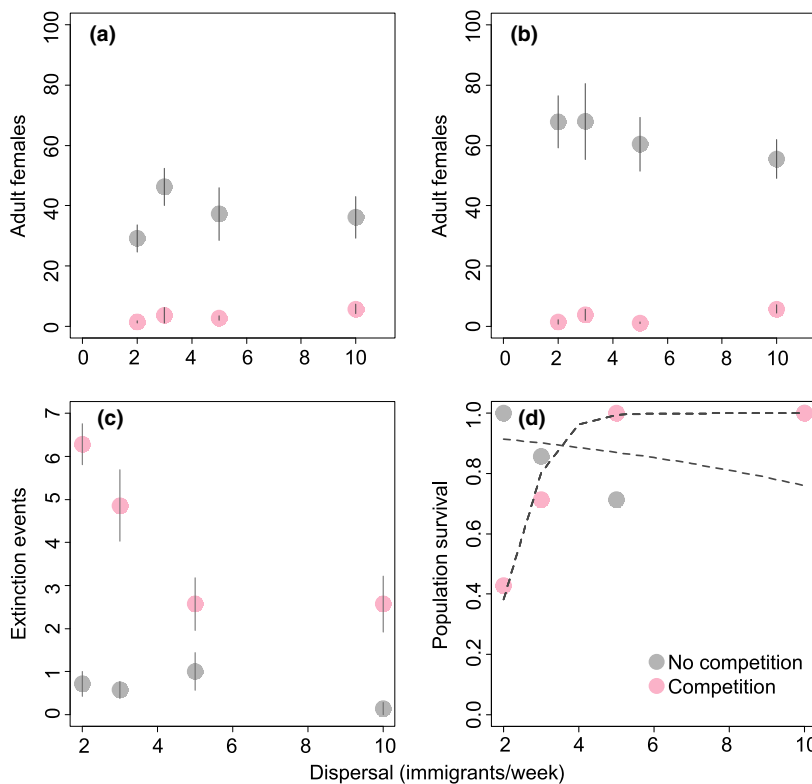 (a)
Adult females
0 20 40 60 80 100
0 2 4 6 8 10
(b)
Adult females
0 20 40 60 80 100
0 2 4 6 8 10
(c)
Extinction events
0 1 2 3 4 5 6 7
2 4 6 8 10
(d)
Population survival
0.0 0.2 0.4 0.6 0.8 1.0
No competition
Competition
2 4 6 8 10
Dispersal (immigrants/week)